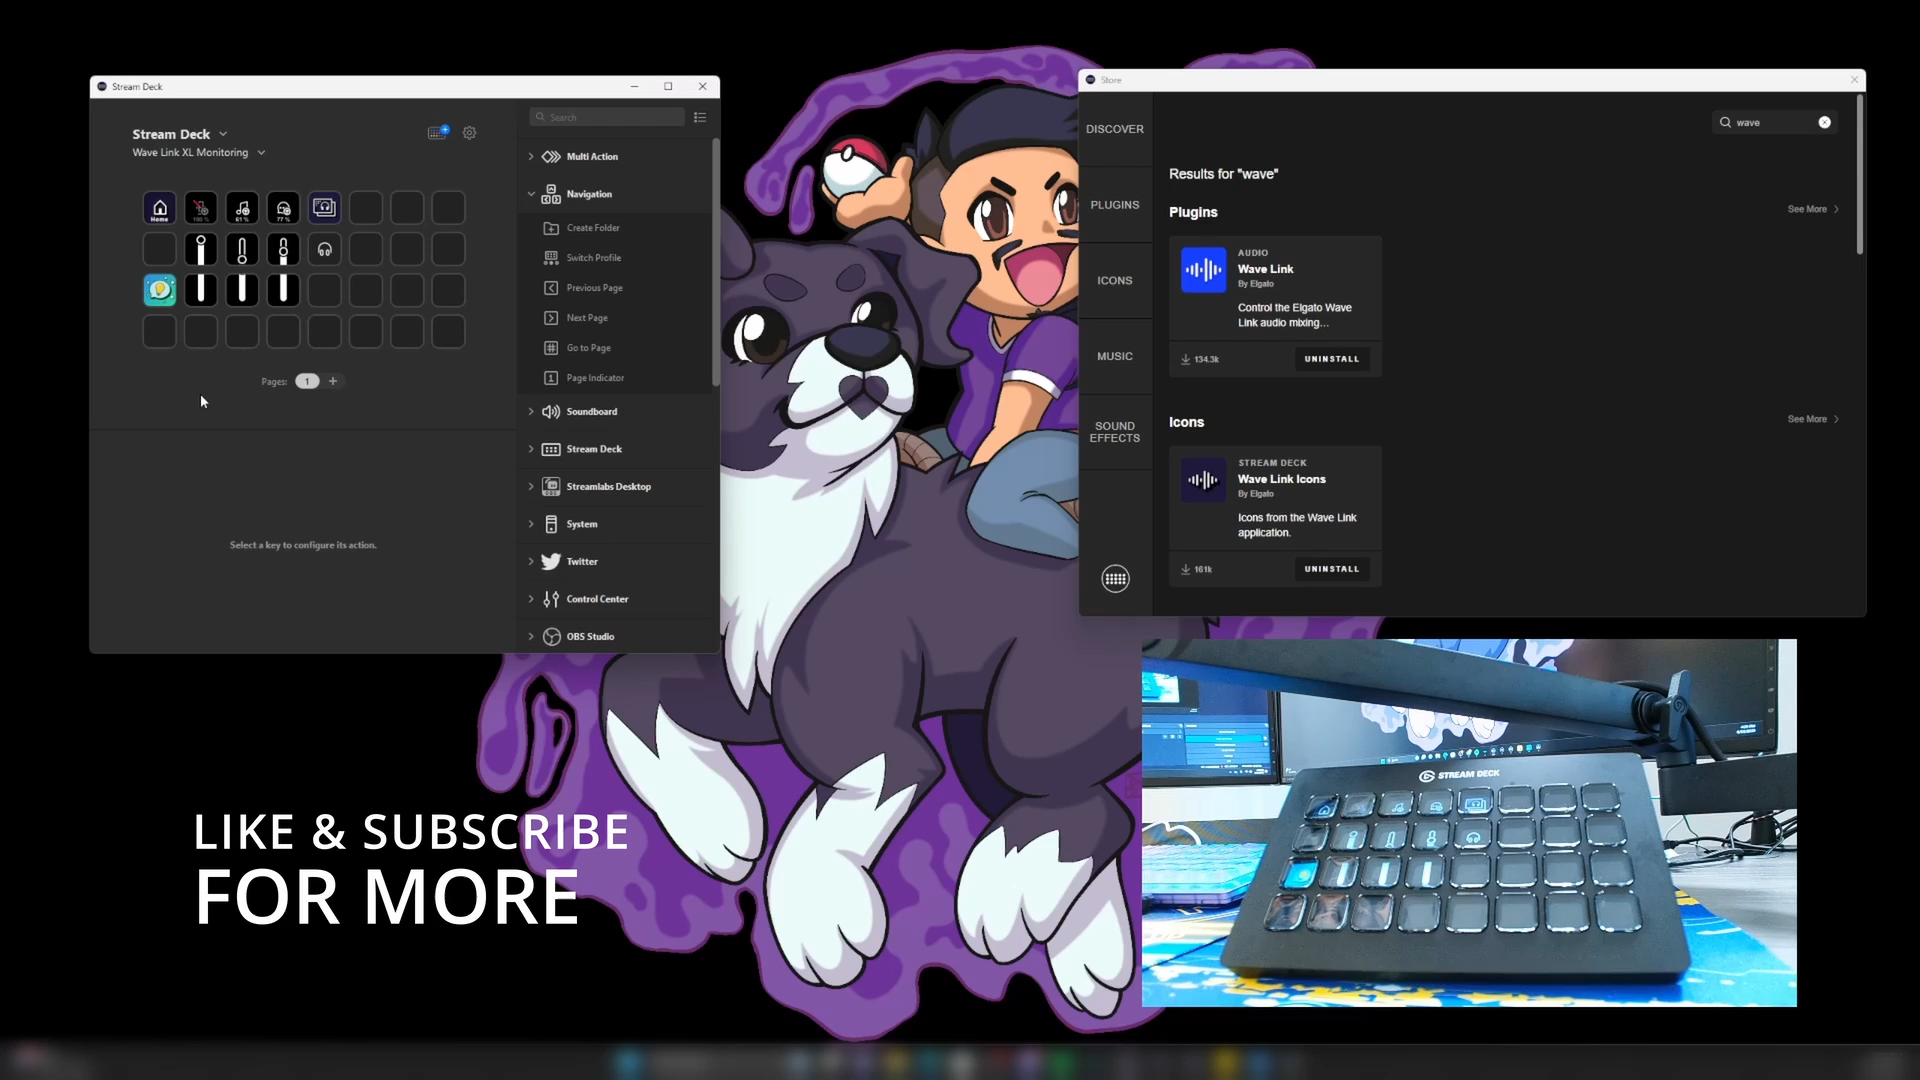 Stream Deck
Stream Deck
Wave Link XL Monitoring
Home
100 %
61 %
77 %
Pages: 1 +
Select a key to configure its action.
Search
Multi Action
Navigation
Create Folder
Switch Profile
Previous Page
Next Page
Go to Page
Page Indicator
Soundboard
Stream Deck
Streamlabs Desktop
System
Twitter
Control Center
OBS Studio
Store
DISCOVER
PLUGINS
ICONS
MUSIC
SOUND
EFFECTS
wave
Results for "wave"
Plugins
See More
AUDIO
Wave Link
By Elgato
Control the Elgato Wave
Link audio mixing...
134.3k
UNINSTALL
Icons
See More
STREAM DECK
Wave Link Icons
By Elgato
Icons from the Wave Link
application.
161k
UNINSTALL
STREAM DECK
LIKE & SUBSCRIBE
FOR MORE